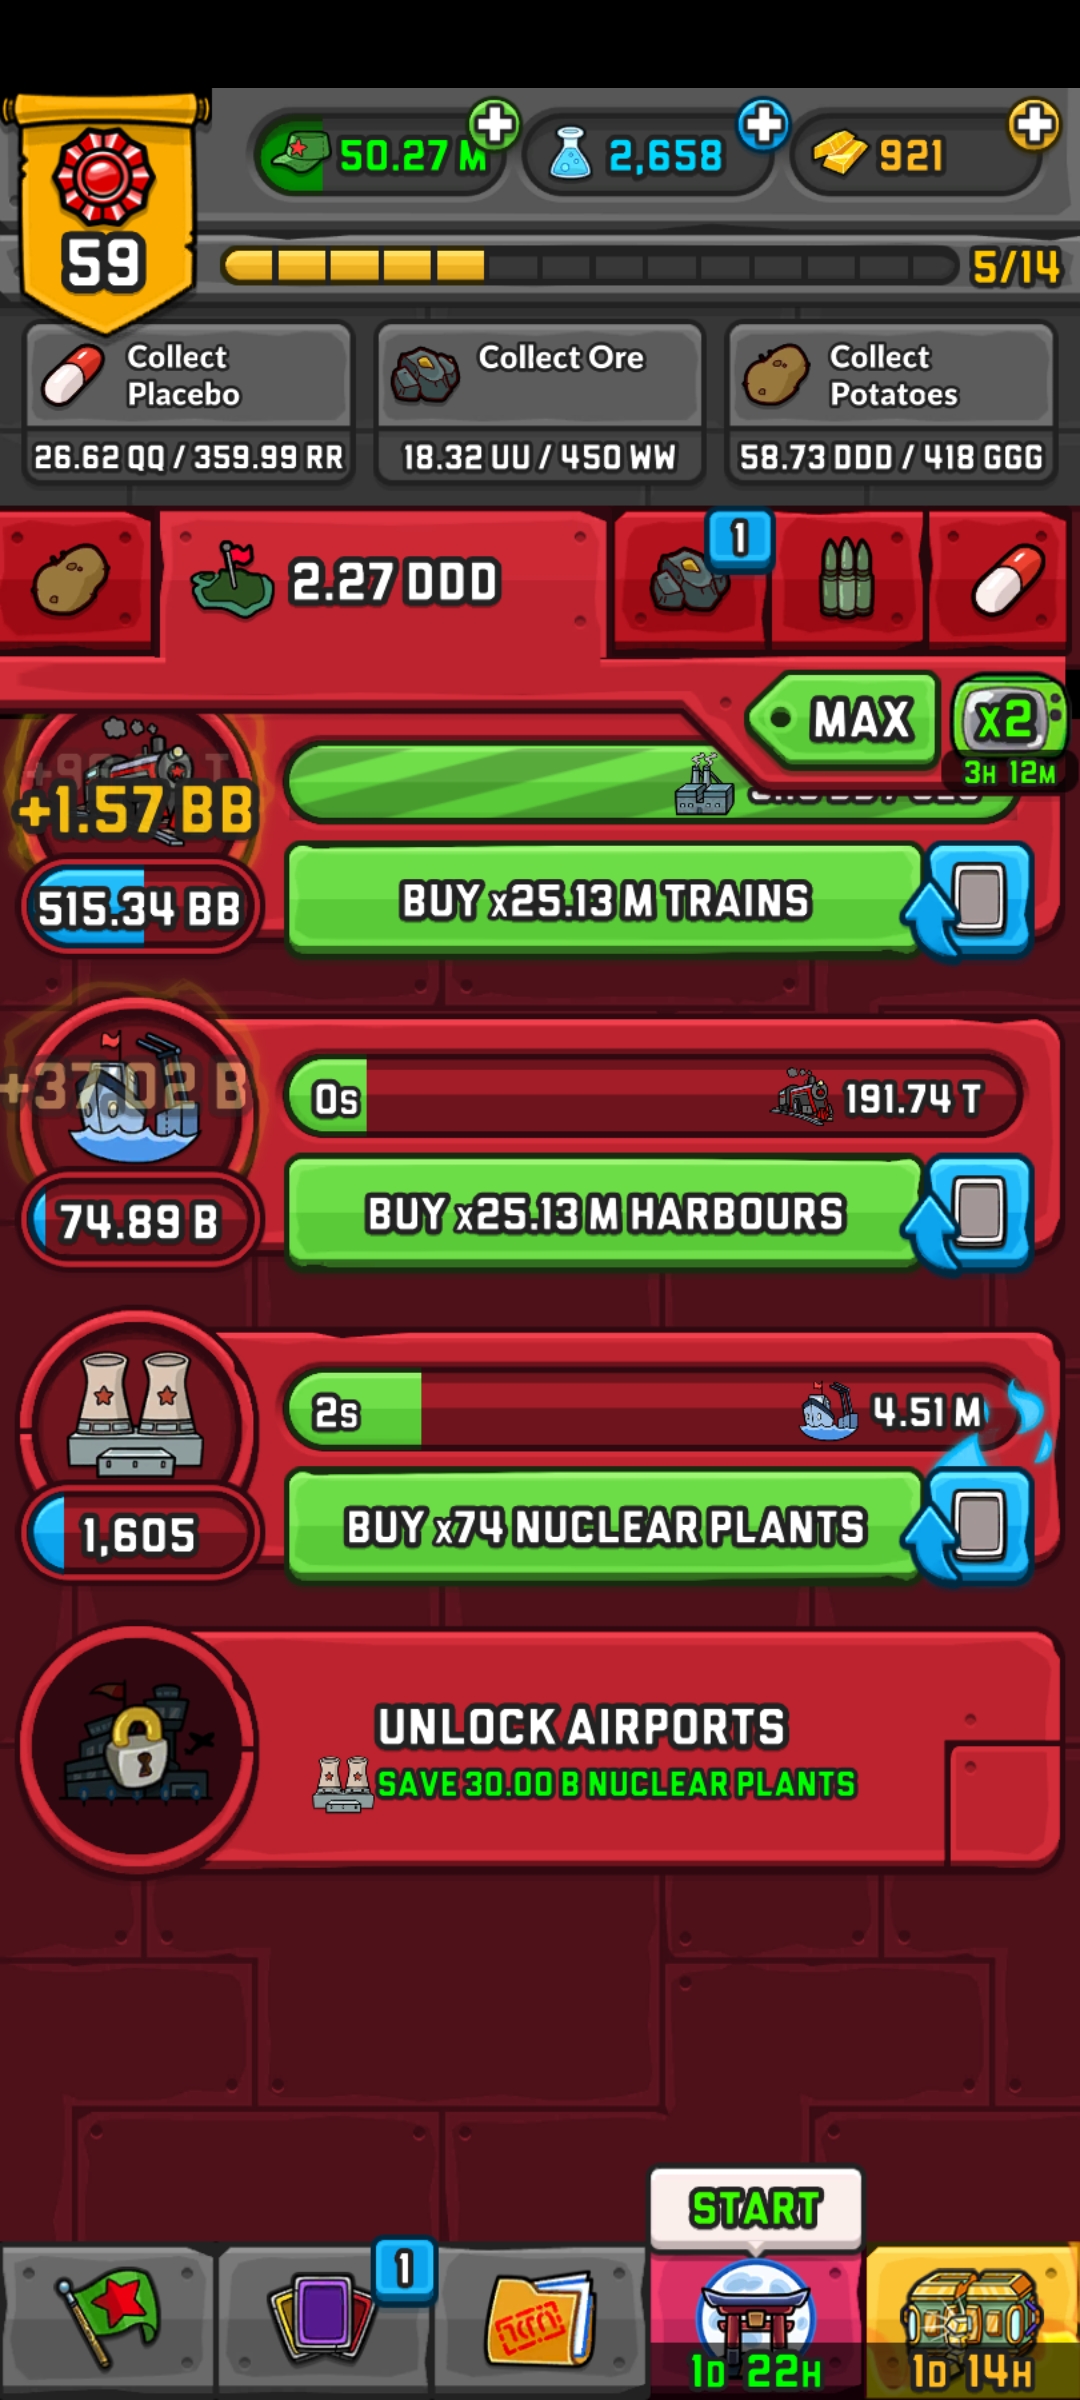 50.27 M
2,658
921
59
5/14
Collect Placebo
26.62 QQ / 359.99 RR
Collect Ore
18.32 UU / 450 WW
Collect Potatoes
58.73 DDD / 418 GGG
2.27 DDD
1
MAX
x2
3H 12M
+1.57 BB
515.34 BB
BUY x25.13 M TRAINS
+37.02 B
0s
191.74 T
74.89 B
BUY x25.13 M HARBOURS
2s
4.51 M
1,605
BUY x74 NUCLEAR PLANTS
UNLOCK AIRPORTS
SAVE 30.00 B NUCLEAR PLANTS
START
1
1D 22H
1D 14H